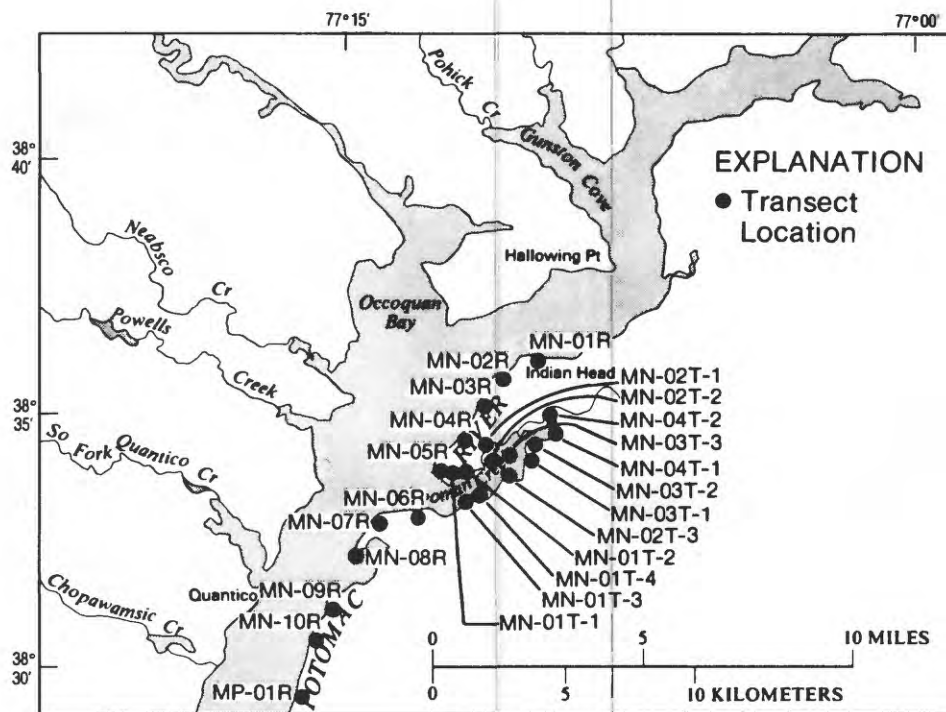 77°15'
77°00'
38°
40'
38°
35'
38°
30'
Pohick
Cr
Gunston Cove
EXPLANATION
● Transect
Location
Neabsco
Cr
Hallowing Pt
Occoquan
Bay
Powells
Creek
MN-01R
MN-02R
Indian Head
MN-03R
MN-02T-1
MN-02T-2
MN-04R
MN-04T-2
MN-03T-3
So
Fork
Quantico
Cr
MN-05R
MN-04T-1
MN-03T-2
MN-06R
MN-03T-1
MN-07R
MN-02T-3
MN-01T-2
MN-08R
MN-01T-4
MN-01T-3
MN-01T-1
Quantico
MN-09R
Chopawamsic
Cr
MN-10R
POTOMAC
RIVER
MP-01R
0 5 10 MILES
0 5 10 KILOMETERS